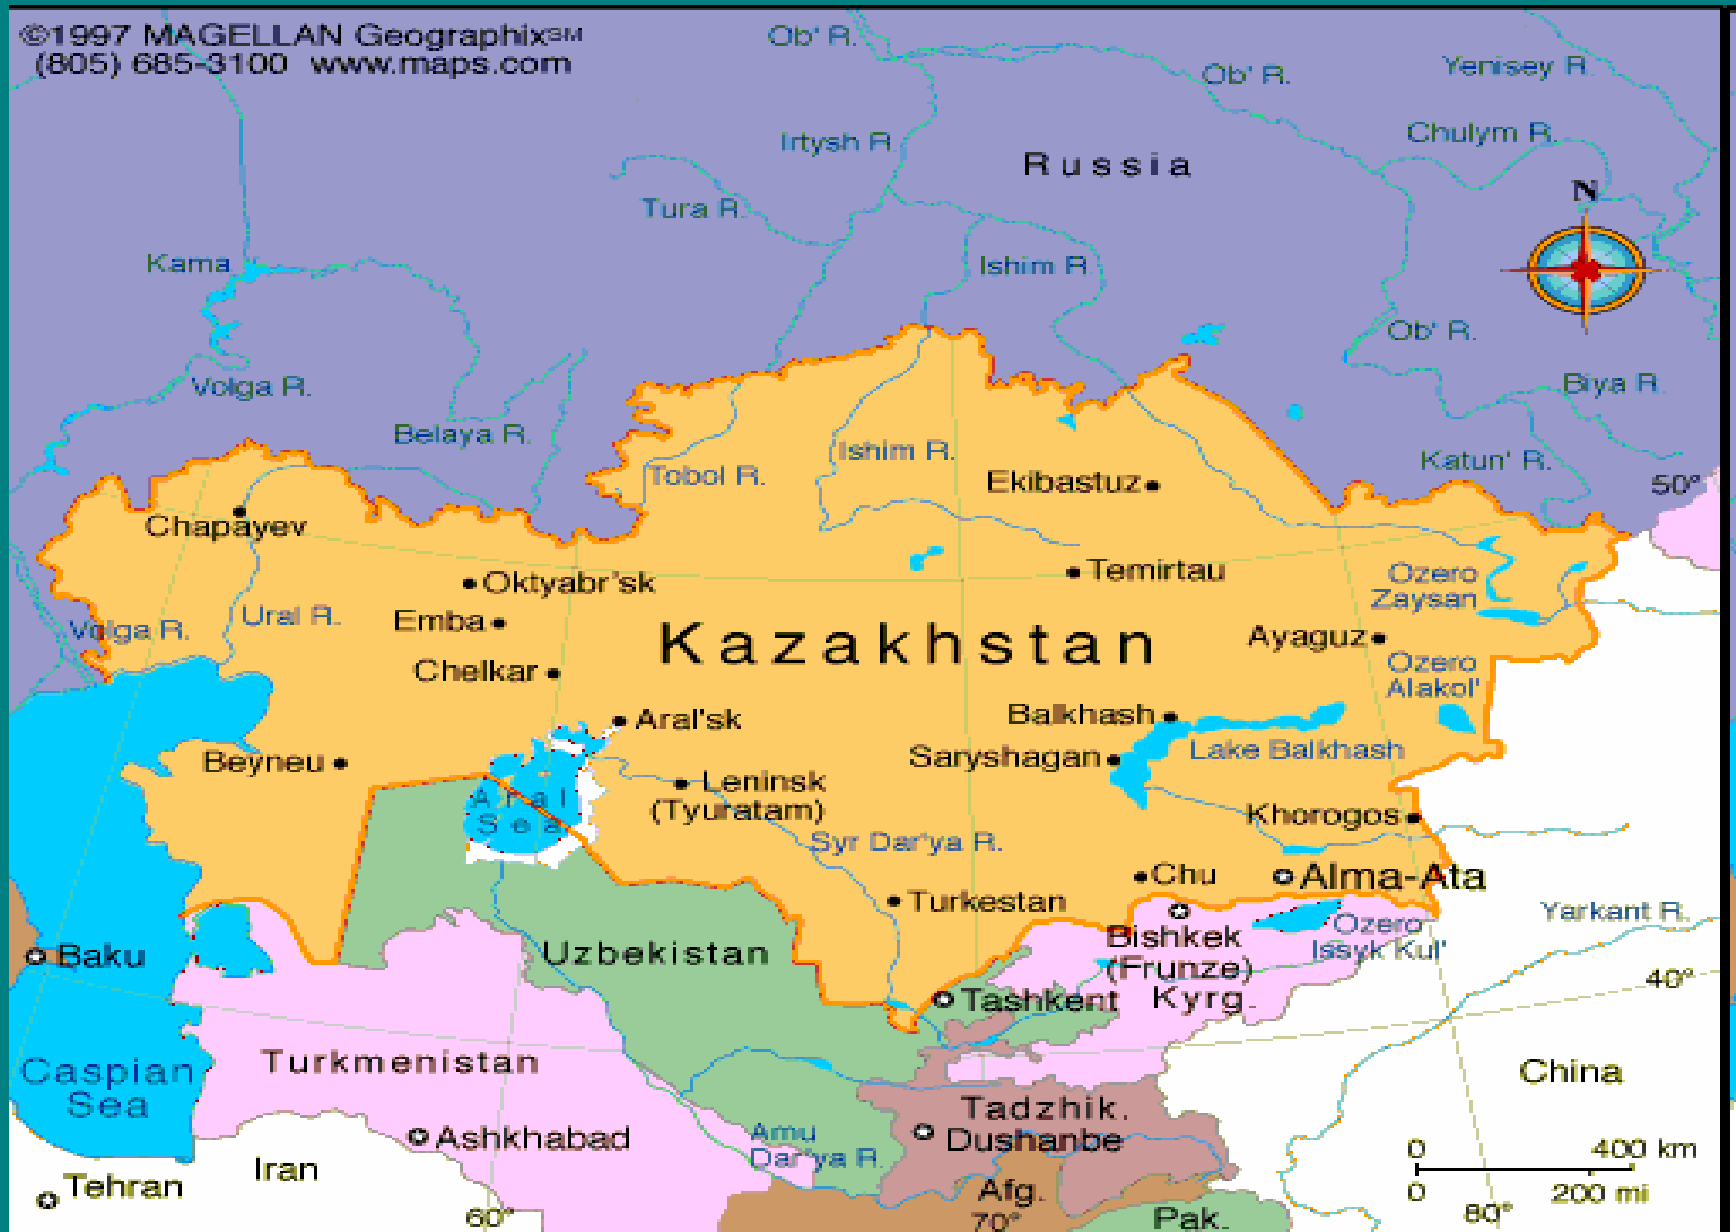 ©1997 MAGELLAN Geographix℠
(805) 685-3100 www.maps.com
Ob' R.
Ob' R.
Yenisey R.
Chulym R.
Irtysh R.
Russia
N
Tura R.
Kama
Ishim R.
Ob' R.
Volga R.
Biya R.
Belaya R.
Ishim R.
Tobol R.
Katun' R.
Ekibastuz
50°
Chapayev
Oktyabr'sk
Temirtau
Ozero
Zaysan
Volga R.
Ural R.
Emba
Kazakhstan
Ayaguz
Chelkar
Ozero
Alakol'
Aral'sk
Balkhash
Lake Balkhash
Beyneu
Saryshagan
Leninsk
(Tyuratam)
Aral
Sea
Khorogos
Syr Dar'ya R.
Chu
Alma-Ata
Turkestan
Yarkant R.
Ozero
Issyk Kul'
Bishkek
(Frunze)
Baku
Uzbekistan
Tashkent
Kyrg.
40°
Turkmenistan
Caspian
Sea
China
Tadzhik.
Dushanbe
Ashkhabad
Amu
Dar'ya R.
Iran
Tehran
Afg.
0 400 km
0 200 mi
60°
70°
80°
Pak.